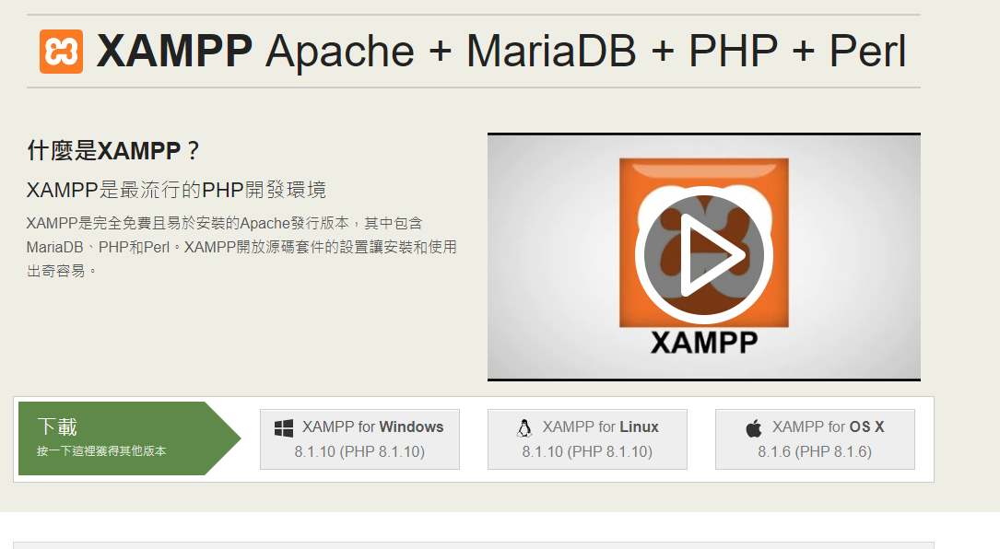 XAMPP Apache + MariaDB + PHP + Perl
什麼是XAMPP？
XAMPP是最流行的PHP開發環境
XAMPP是完全免費且易於安裝的Apache發行版本，其中包含
MariaDB、PHP和Perl。XAMPP開放源碼套件的設置讓安裝和使用
出奇容易。
XAMPP
下載
按一下這裡獲得其他版本
XAMPP for Windows
8.1.10 (PHP 8.1.10)
XAMPP for Linux
8.1.10 (PHP 8.1.10)
XAMPP for OS X
8.1.6 (PHP 8.1.6)